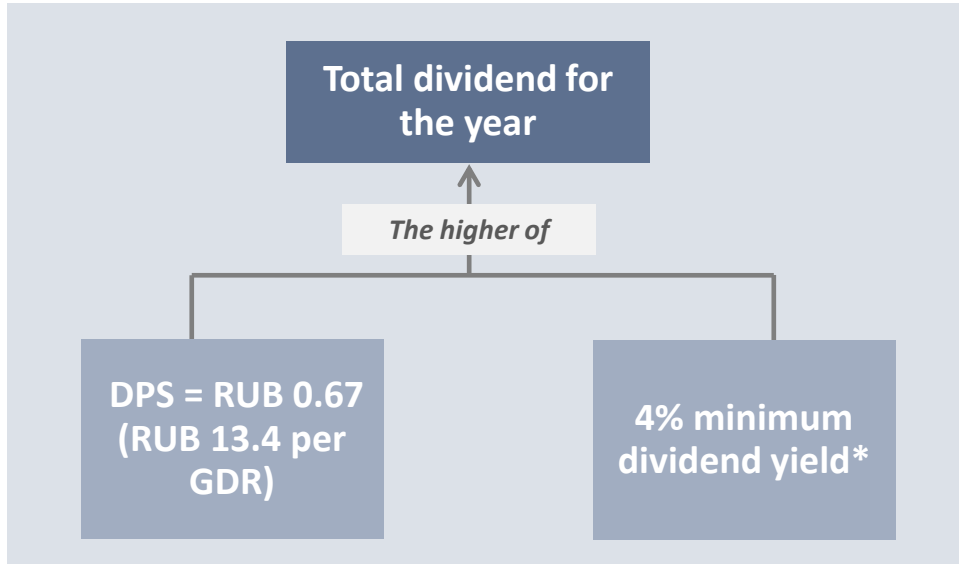 Total dividend for
the year
The higher of
DPS = RUB 0.67
(RUB 13.4 per
GDR)
4% minimum
dividend yield*